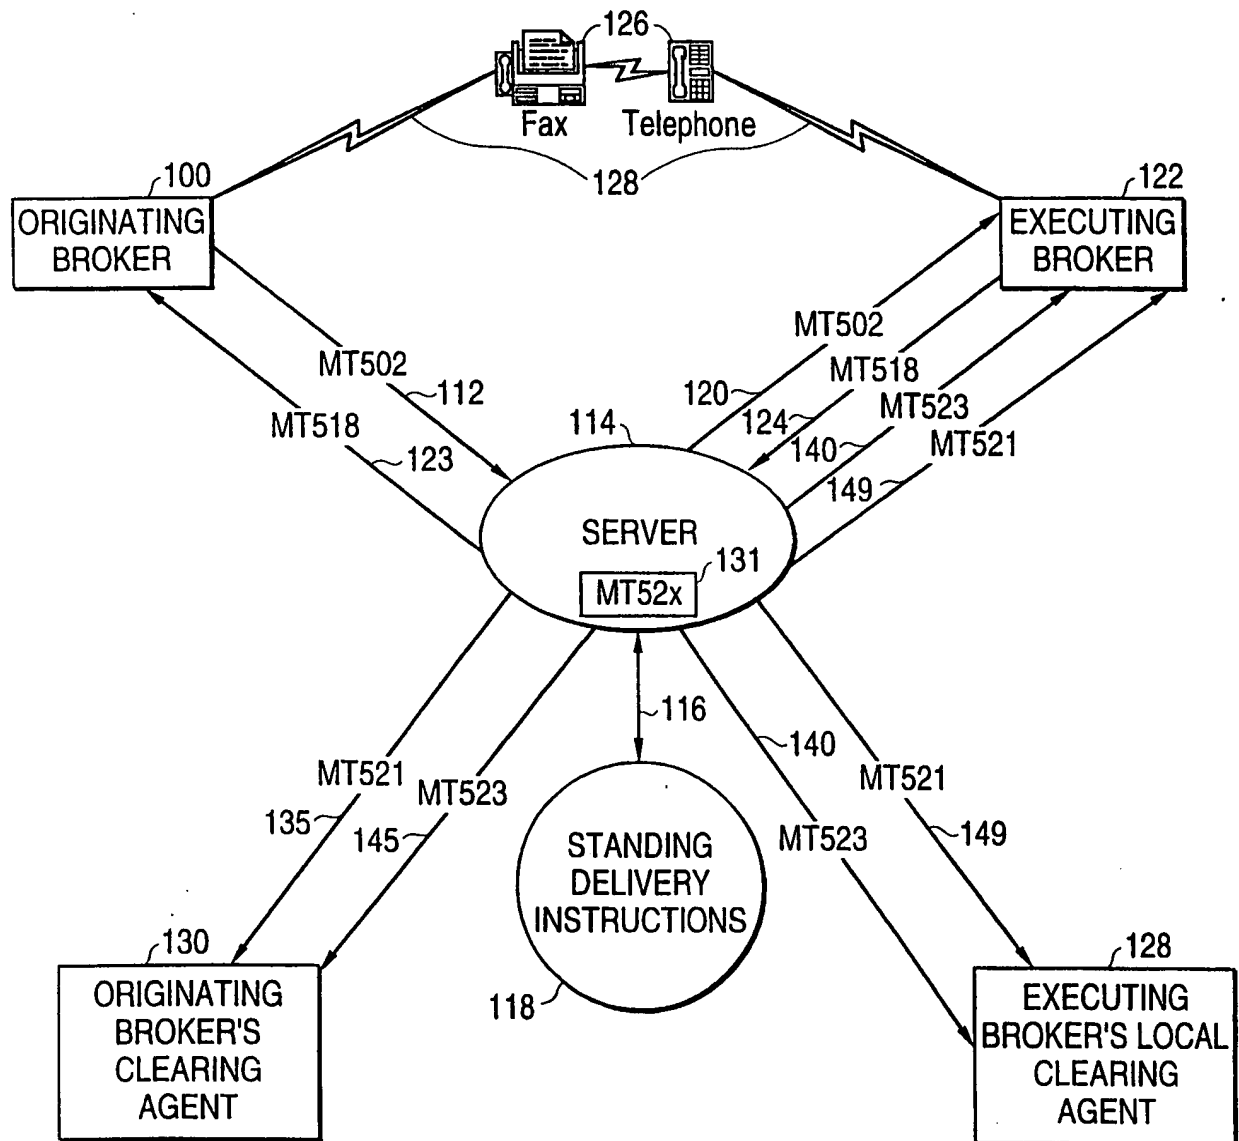 126
Fax
Telephone
128
100
ORIGINATING
BROKER
122
EXECUTING
BROKER
MT502
112
MT518
123
MT502
120
MT518
124
MT523
140
MT521
149
114
SERVER
131
MT52x
116
MT521
135
MT523
145
140
MT523
MT521
149
STANDING
DELIVERY
INSTRUCTIONS
118
130
ORIGINATING
BROKER'S
CLEARING
AGENT
128
EXECUTING
BROKER'S LOCAL
CLEARING
AGENT